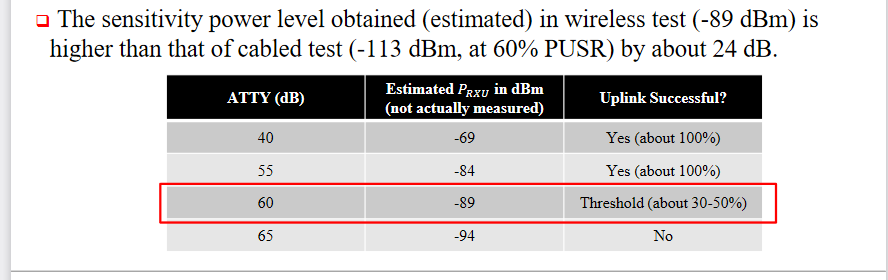 The sensitivity power level obtained (estimated) in wireless test (-89 dBm) is
higher than that of cabled test (-113 dBm, at 60% PUSR) by about 24 dB.
ATTY (dB) Estimated P_RXU in dBm (not actually measured) Uplink Successful?
40 -69 Yes (about 100%)
55 -84 Yes (about 100%)
60 -89 Threshold (about 30-50%)
65 -94 No